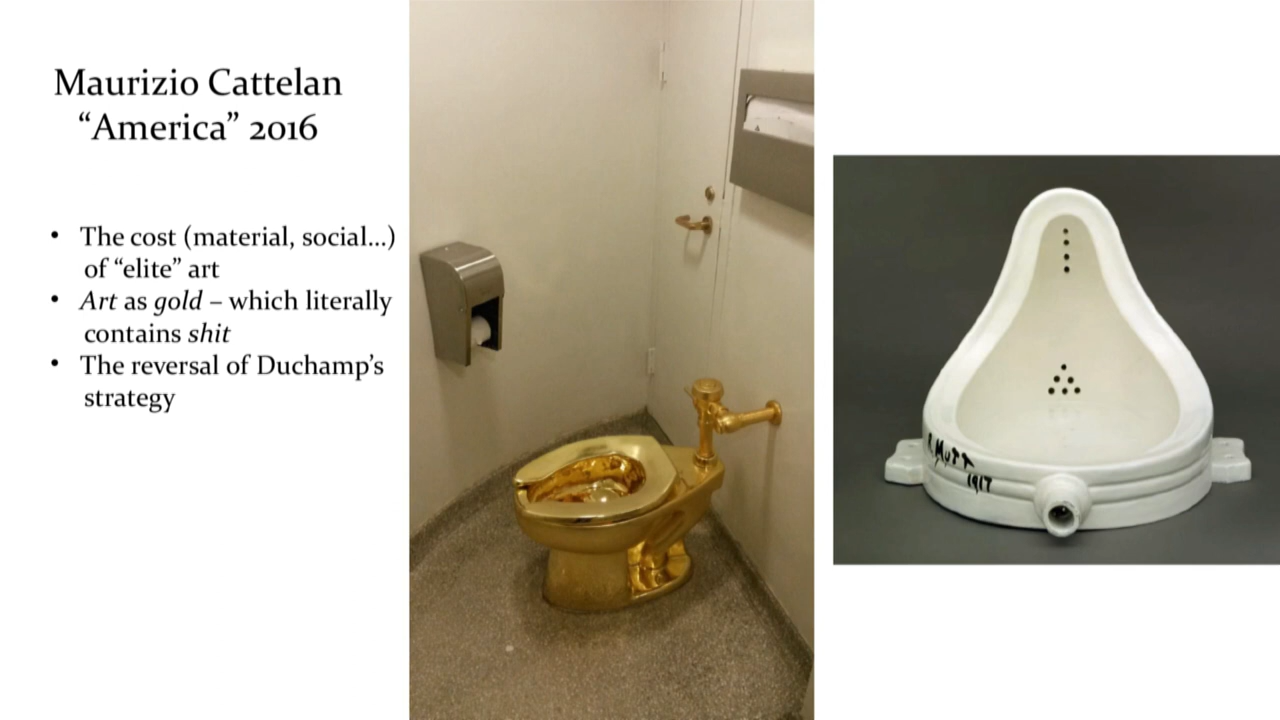 Maurizio Cattelan
“America” 2016
• The cost (material, social…)
of “elite” art
• Art as gold – which literally
contains shit
• The reversal of Duchamp’s
strategy
R. MUTT
1917